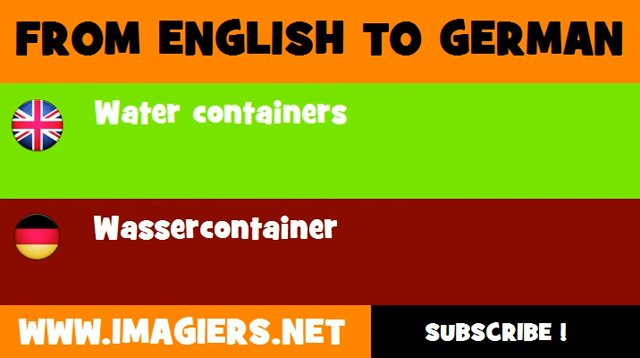 FROM ENGLISH TO GERMAN
Water containers
Wassercontainer
WWW.IMAGIERS.NET
SUBSCRIBE !